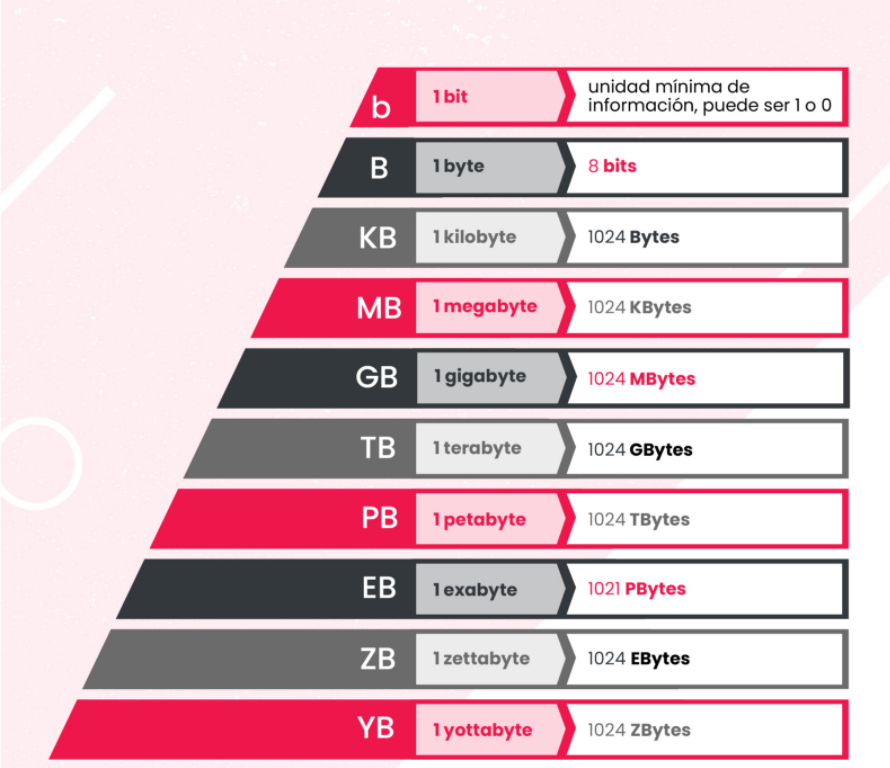 b 1 bit unidad mínima de
información, puede ser 1 o 0
B 1 byte 8 bits
KB 1 kilobyte 1024 Bytes
MB 1 megabyte 1024 KBytes
GB 1 gigabyte 1024 MBytes
TB 1 terabyte 1024 GBytes
PB 1 petabyte 1024 TBytes
EB 1 exabyte 1021 PBytes
ZB 1 zettabyte 1024 EBytes
YB 1 yottabyte 1024 ZBytes